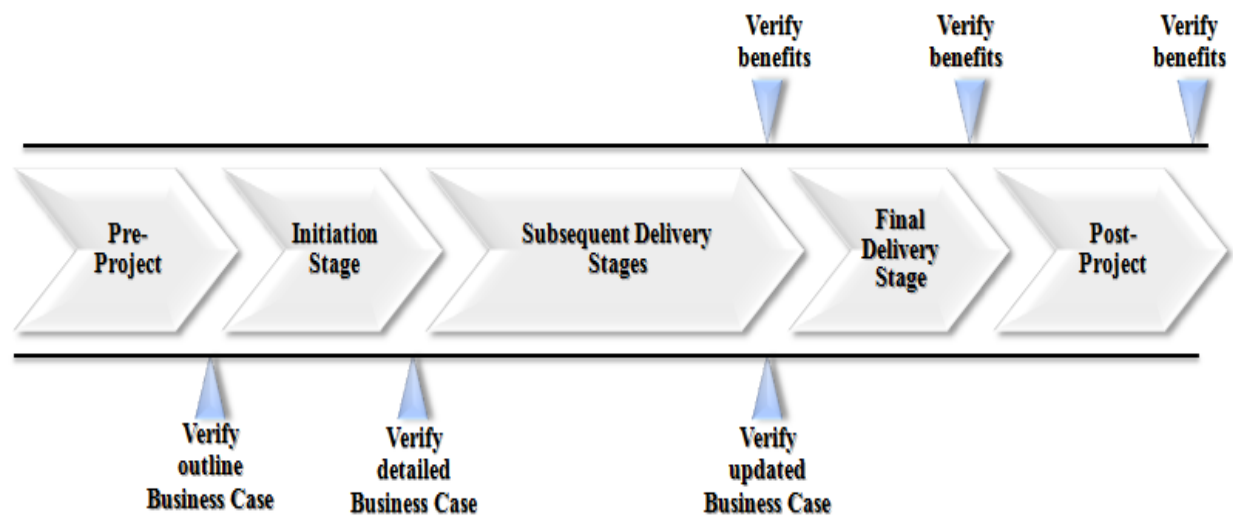 Verify
benefits
Verify
benefits
Verify
benefits
Pre-
Project
Initiation
Stage
Subsequent Delivery
Stages
Final
Delivery
Stage
Post-
Project
Verify
outline
Business Case
Verify
detailed
Business Case
Verify
updated
Business Case